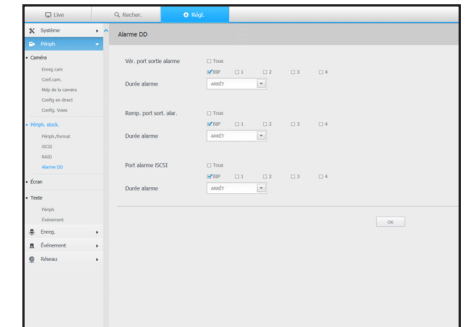 Live
Recher.
Régl.
Système
Périph
Caméra
Enreg cam
Conf.cam.
Màp de la caméra
Config en direct
Config. Voies
Périph. stock.
Périph./format
iSCSI
RAID
Alarme DD
Écran
Texte
Périph
Événement
Enreg.
Événement
Réseau
Alarme DD
Vér. port sortie alarme
Tous
BIP 1 2 3 4
Durée alarme ARRÊT
Remp. port sort. alar.
Tous
BIP 1 2 3 4
Durée alarme ARRÊT
Port alarme iSCSI
Tous
BIP 1 2 3 4
Durée alarme ARRÊT
OK